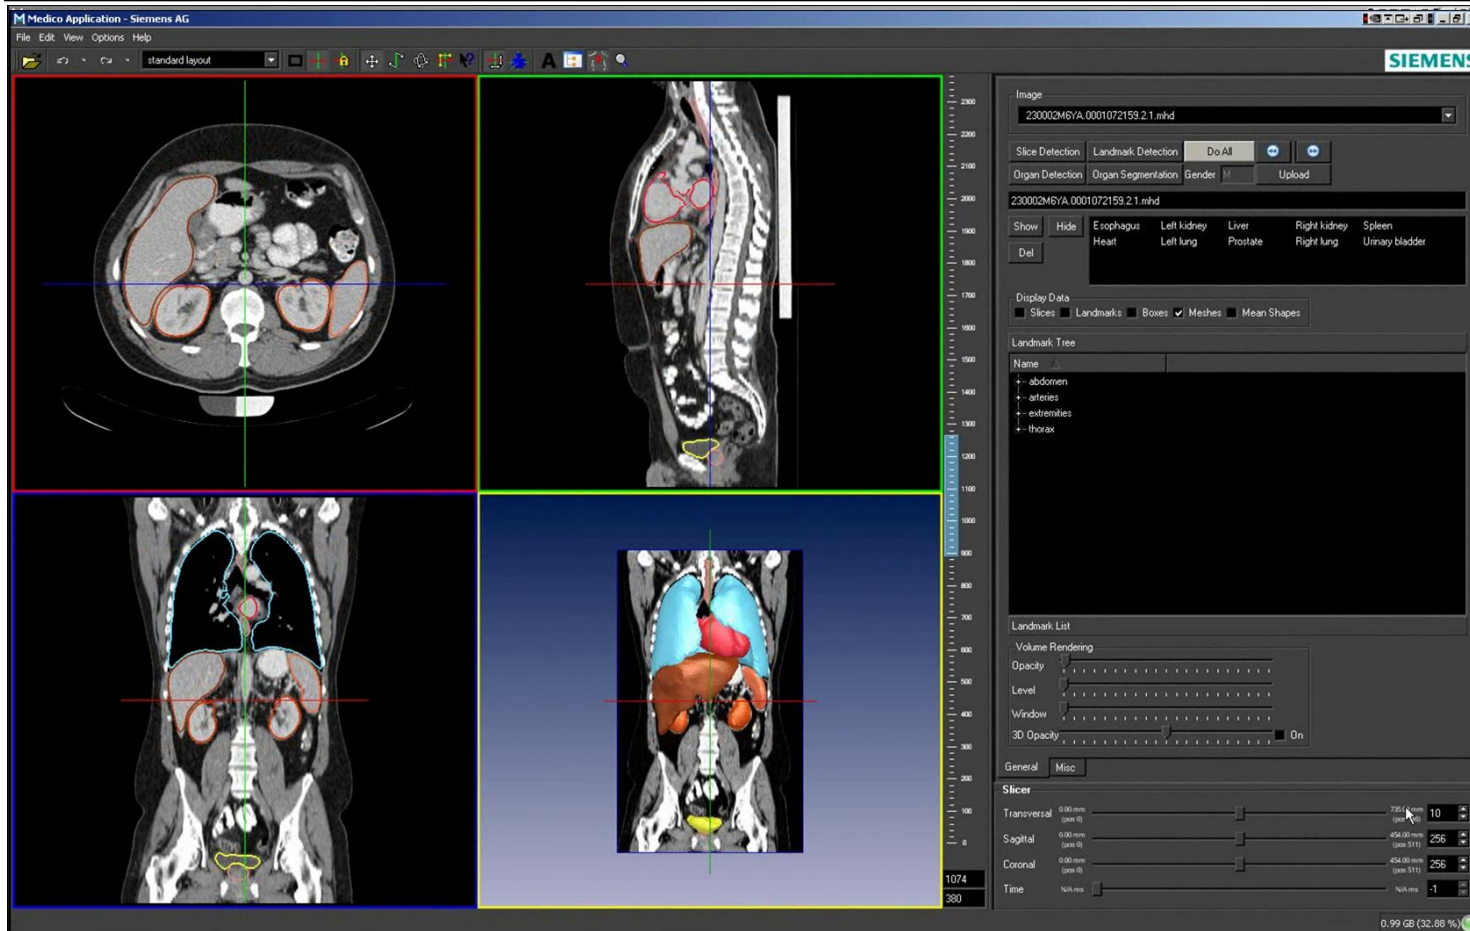 Medico Application - Siemens AG
File Edit View Options Help
standard layout
SIEMENS
Image
230002M6YA.0001072159.2.1.mhd
Slice Detection Landmark Detection Do All
Organ Detection Organ Segmentation Gender M Upload
230002M6YA.0001072159.2.1.mhd
Show Hide Esophagus Left kidney Liver Right kidney Spleen
Heart Left lung Prostate Right lung Urinary bladder
Del
Display Data
Slices Landmarks Boxes Meshes Mean Shapes
Landmark Tree
Name
abdomen
arteries
extremities
thorax
Landmark List
Volume Rendering
Opacity
Level
Window
3D Opacity On
General Misc
Slicer
Transversal 0.00 mm 10
(pos 0)
Sagittal 0.00 mm 454.00 mm 256
(pos 0) (pos 511)
Coronal 0.00 mm 454.00 mm 256
(pos 0) (pos 511)
Time N/A ms N/A ms -1
0.99 GB (32.88 %)
2300
2200
2100
2000
1900
1800
1700
1600
1500
1400
1300
1200
1100
1000
900
800
700
600
500
400
300
200
100
0
1074
380